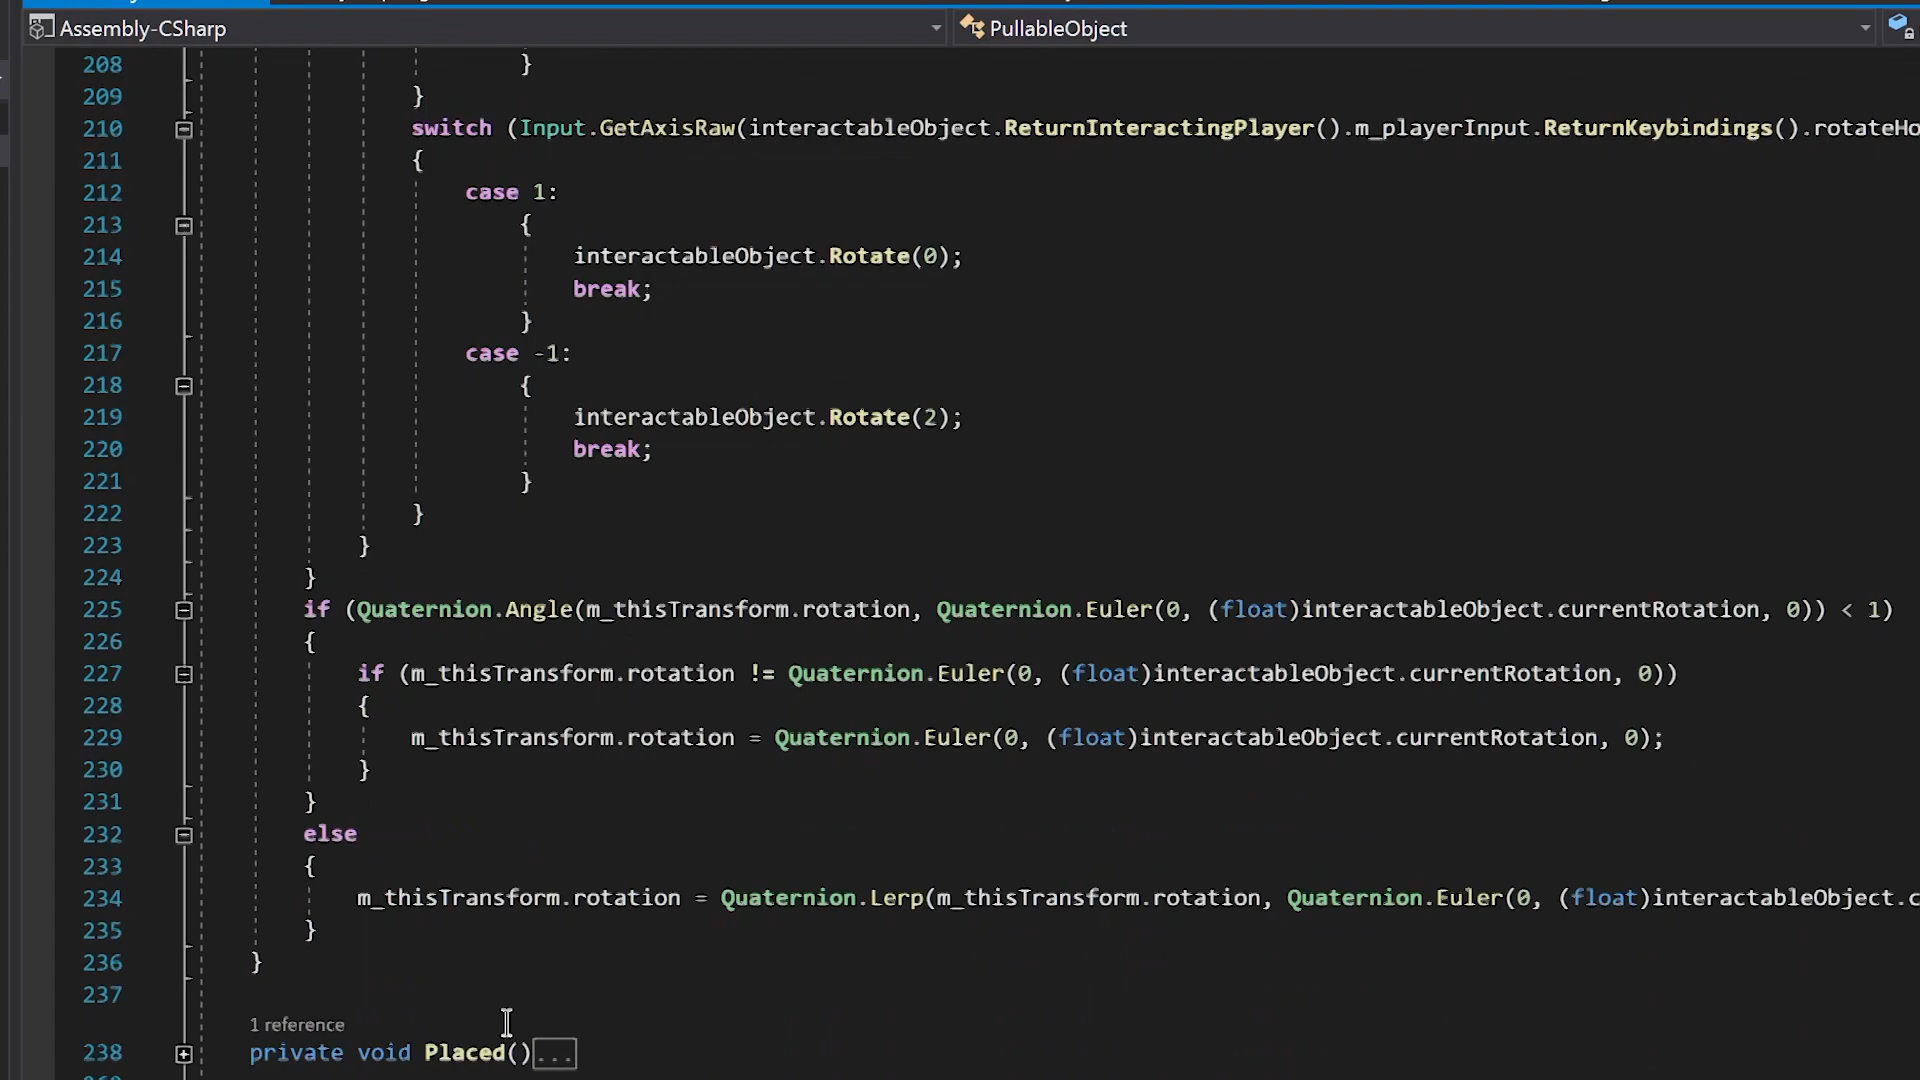 Assembly-CSharp PullableObject
208 }
209 }
210 switch (Input.GetAxisRaw(interactableObject.ReturnInteractingPlayer().m_playerInput.ReturnKeybindings().rotateHo
211 {
212 case 1:
213 {
214 interactableObject.Rotate(0);
215 break;
216 }
217 case -1:
218 {
219 interactableObject.Rotate(2);
220 break;
221 }
222 }
223 }
224 }
225 if (Quaternion.Angle(m_thisTransform.rotation, Quaternion.Euler(0, (float)interactableObject.currentRotation, 0)) < 1)
226 {
227 if (m_thisTransform.rotation != Quaternion.Euler(0, (float)interactableObject.currentRotation, 0))
228 {
229 m_thisTransform.rotation = Quaternion.Euler(0, (float)interactableObject.currentRotation, 0);
230 }
231 }
232 else
233 {
234 m_thisTransform.rotation = Quaternion.Lerp(m_thisTransform.rotation, Quaternion.Euler(0, (float)interactableObject.c
235 }
236 }
237
1 reference
238 private void Placed()...